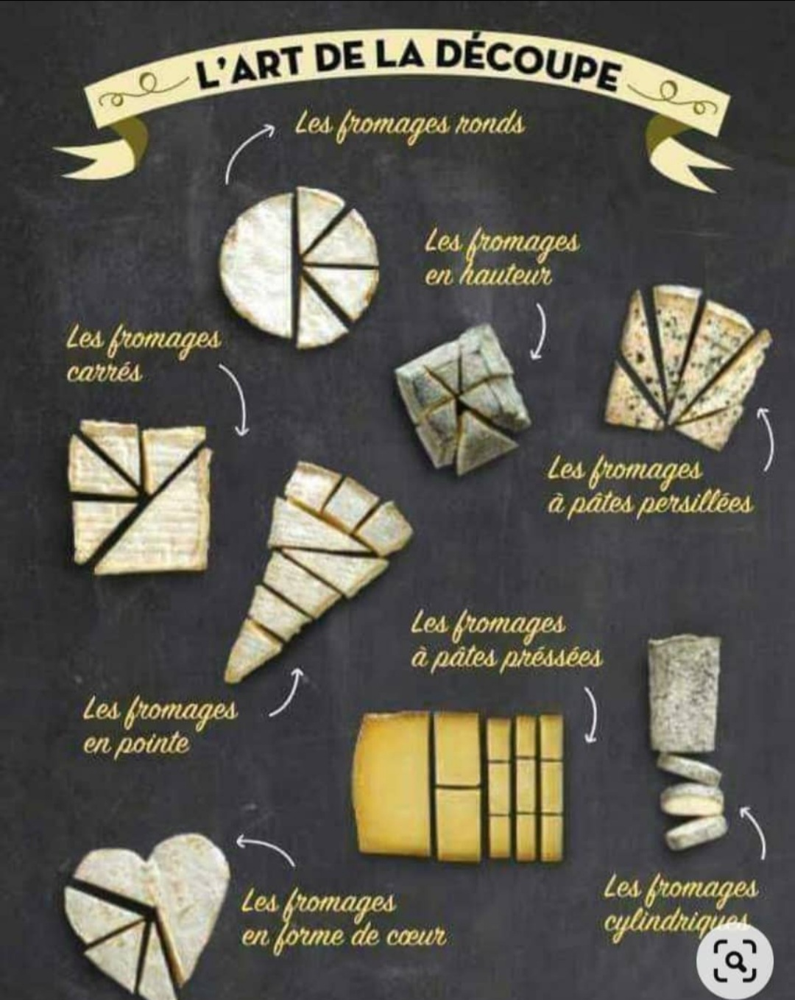 L'ART DE LA DÉCOUPE
Les fromages ronds
Les fromages
en hauteur
Les fromages
carrés
Les fromages
à pâtes persillées
Les fromages
à pâtes préssées
Les fromages
en pointe
Les fromages
en forme de cœur
Les fromages
cylindriques